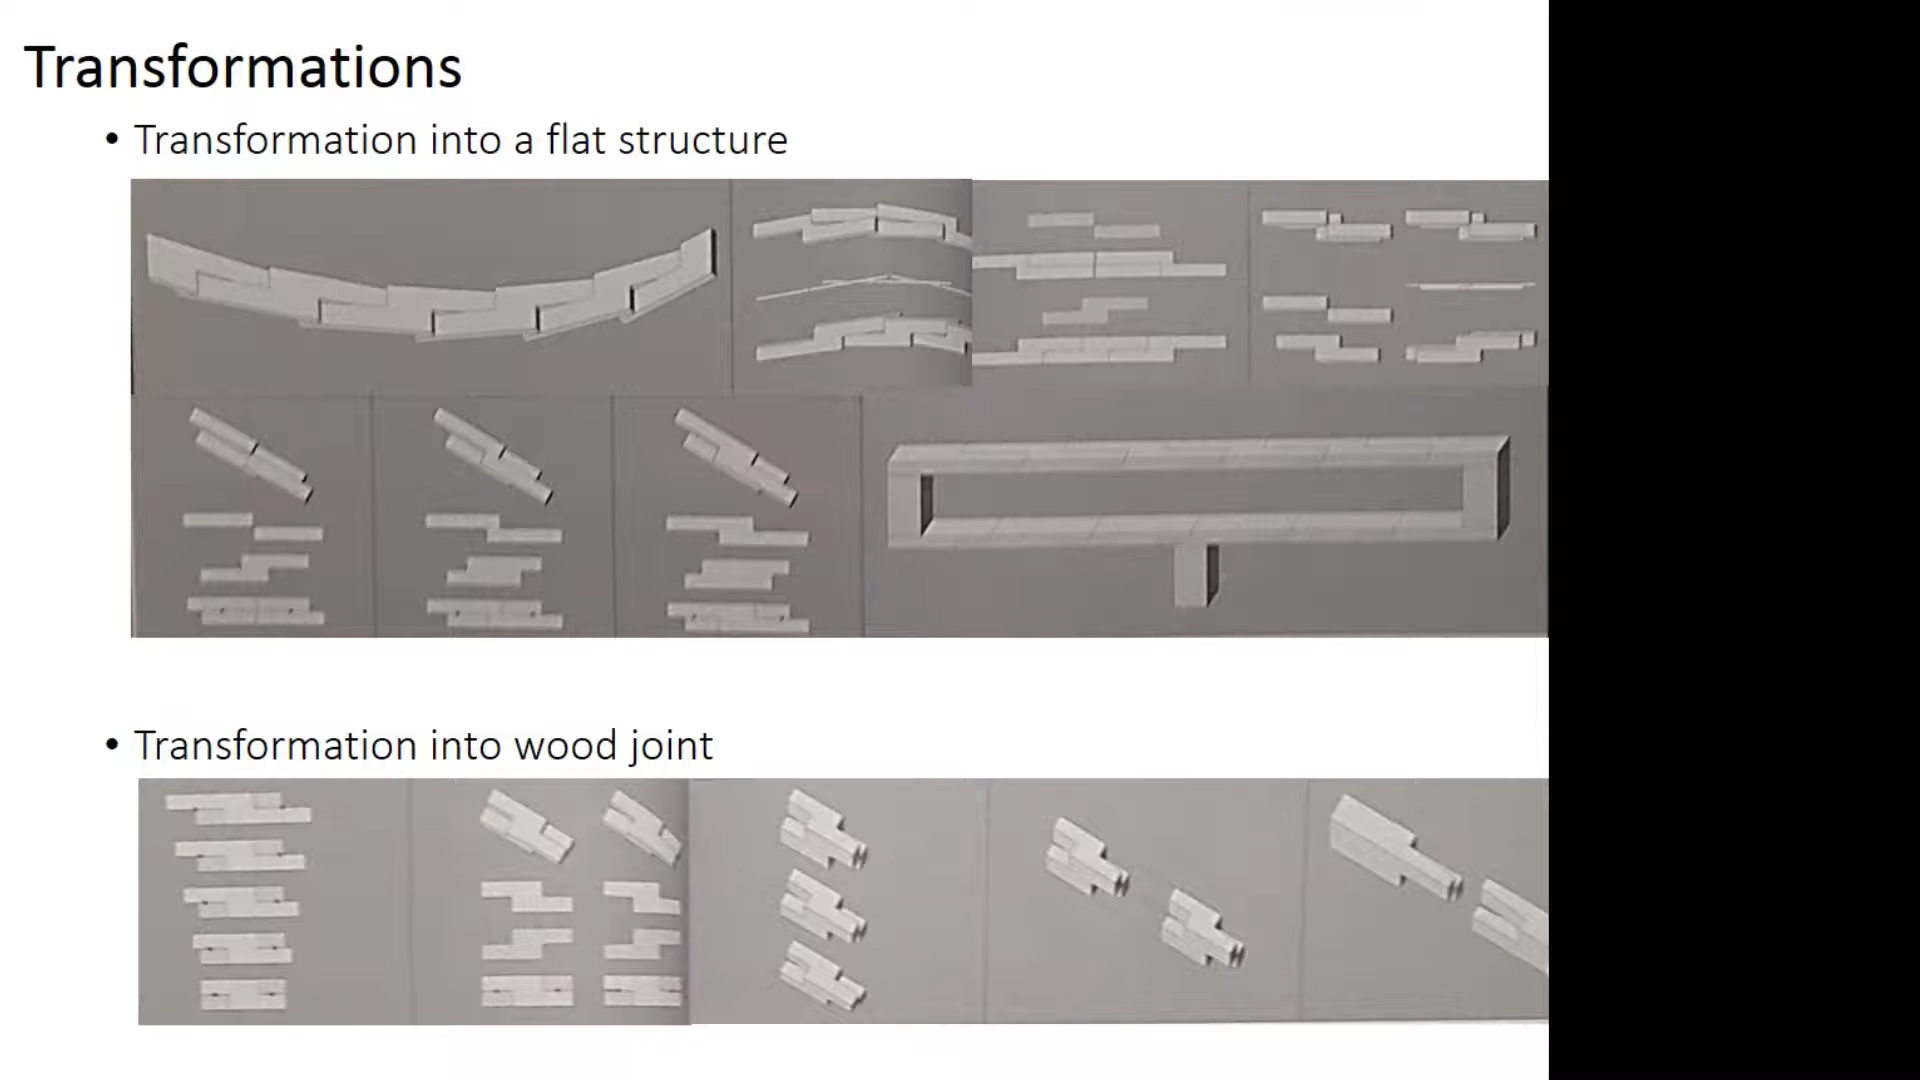 Transformations
• Transformation into a flat structure
• Transformation into wood joint